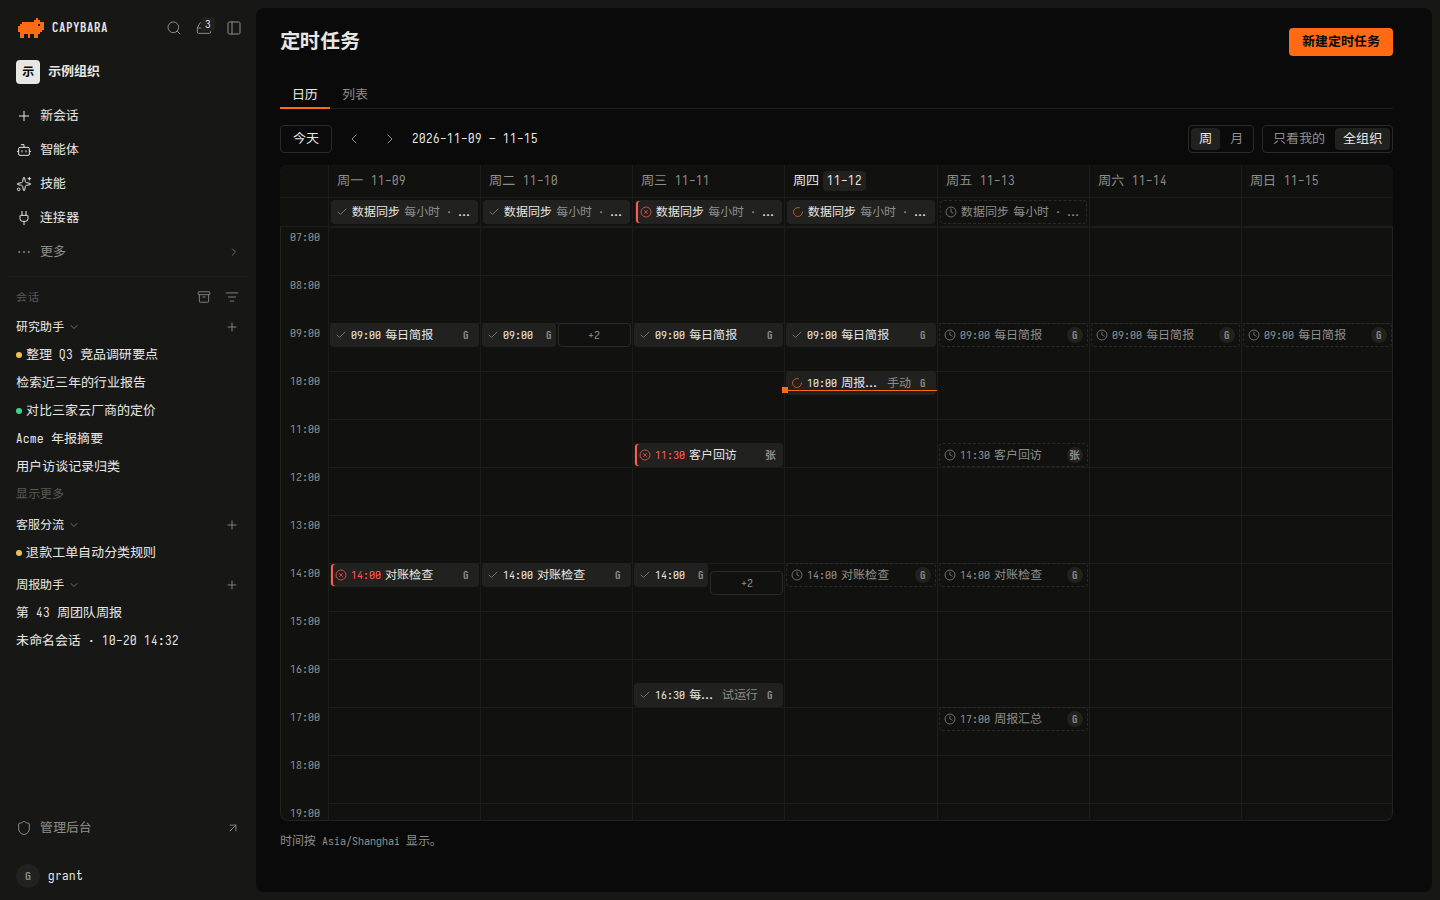 CAPYBARA
3
示 示例组织
新会话
智能体
技能
连接器
更多
会话
研究助手
整理 Q3 竞品调研要点
检索近三年的行业报告
对比三家云厂商的定价
Acme 年报摘要
用户访谈记录归类
显示更多
客服分流
退款工单自动分类规则
周报助手
第 43 周团队周报
未命名会话 · 10-20 14:32
管理后台
G grant
定时任务
新建定时任务
日历 列表
今天 2026-11-09 – 11-15
周 月 只看我的 全组织
周一 11-09 周二 11-10 周三 11-11 周四 11-12 周五 11-13 周六 11-14 周日 11-15
数据同步 每小时 · … 数据同步 每小时 · … 数据同步 每小时 · … 数据同步 每小时 · … 数据同步 每小时 · …
07:00
08:00
09:00 09:00 每日简报 G 09:00 G +2 09:00 每日简报 G 09:00 每日简报 G 09:00 每日简报 G 09:00 每日简报 G 09:00 每日简报 G
10:00 10:00 周报… 手动 G
11:00
11:30 客户回访 张 11:30 客户回访 张
12:00
13:00
14:00 14:00 对账检查 G 14:00 对账检查 G 14:00 G +2 14:00 对账检查 G 14:00 对账检查 G
15:00
16:00
16:30 每… 试运行 G
17:00 17:00 周报汇总 G
18:00
19:00
时间按 Asia/Shanghai 显示。